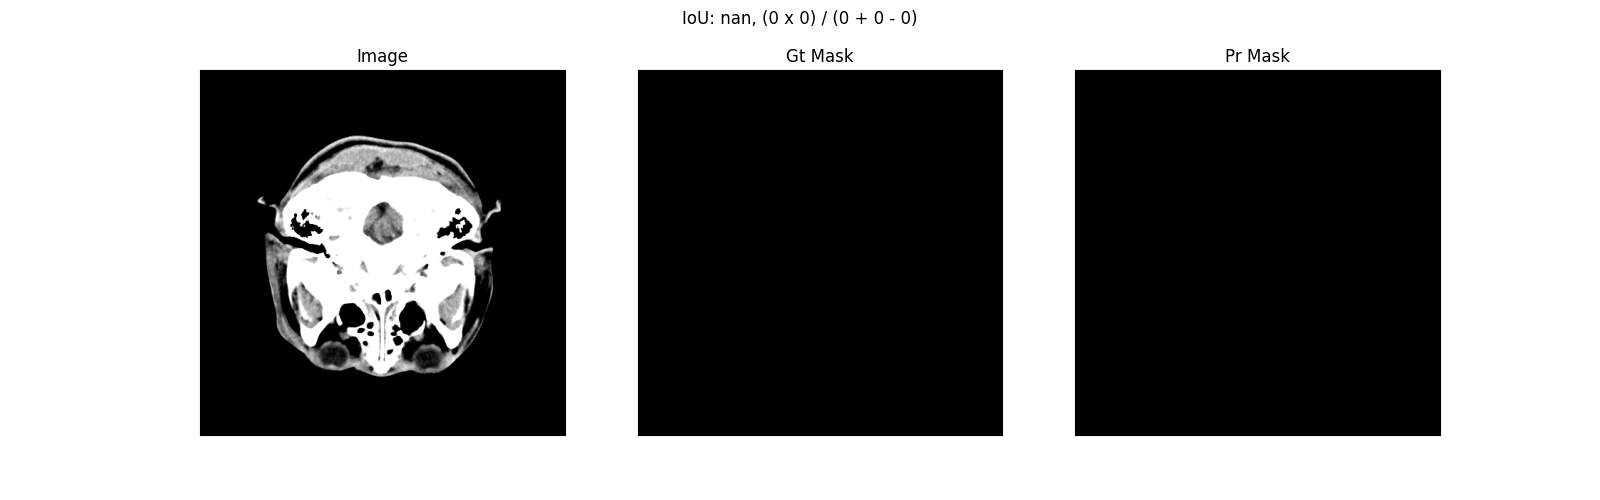 IoU: nan, (0 x 0) / (0 + 0 - 0)
Image
Gt Mask
Pr Mask